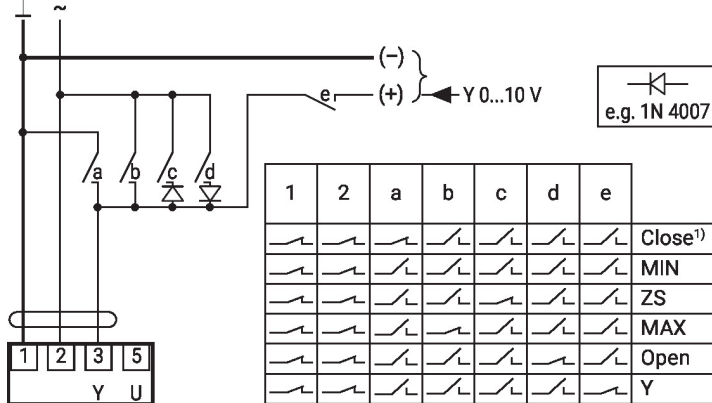 ~
(−)
e (+) Y 0...10 V
e.g. 1N 4007
a b c d
1 2 a b c d e
Close¹⁾
MIN
ZS
MAX
Open
Y
1 2 3 5
Y U